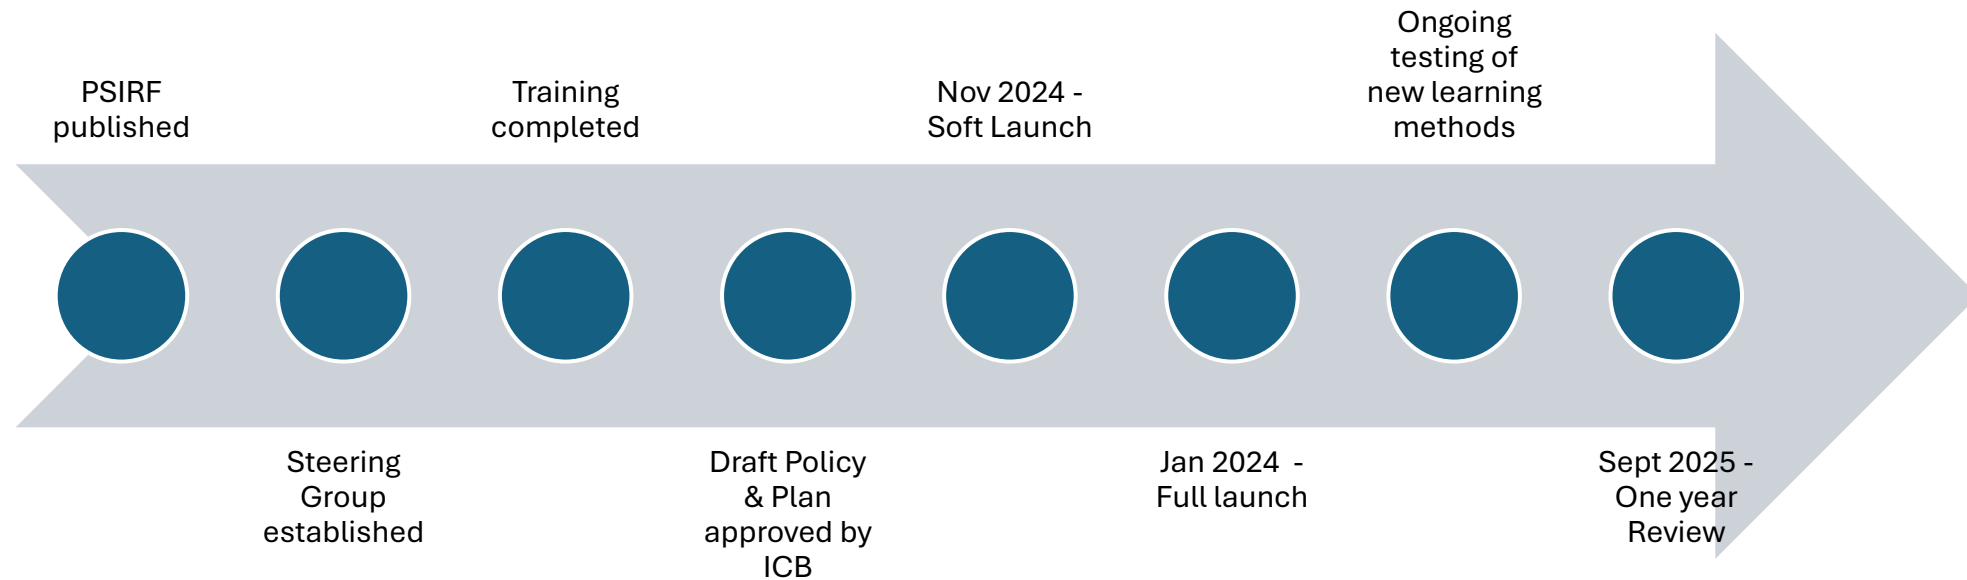 PSIRF
published
Steering
Group
established
Training
completed
Draft Policy
& Plan
approved by
ICB
Nov 2024 -
Soft Launch
Jan 2024  -
Full launch
Ongoing
testing of
new learning
methods
Sept 2025 -
One year
Review